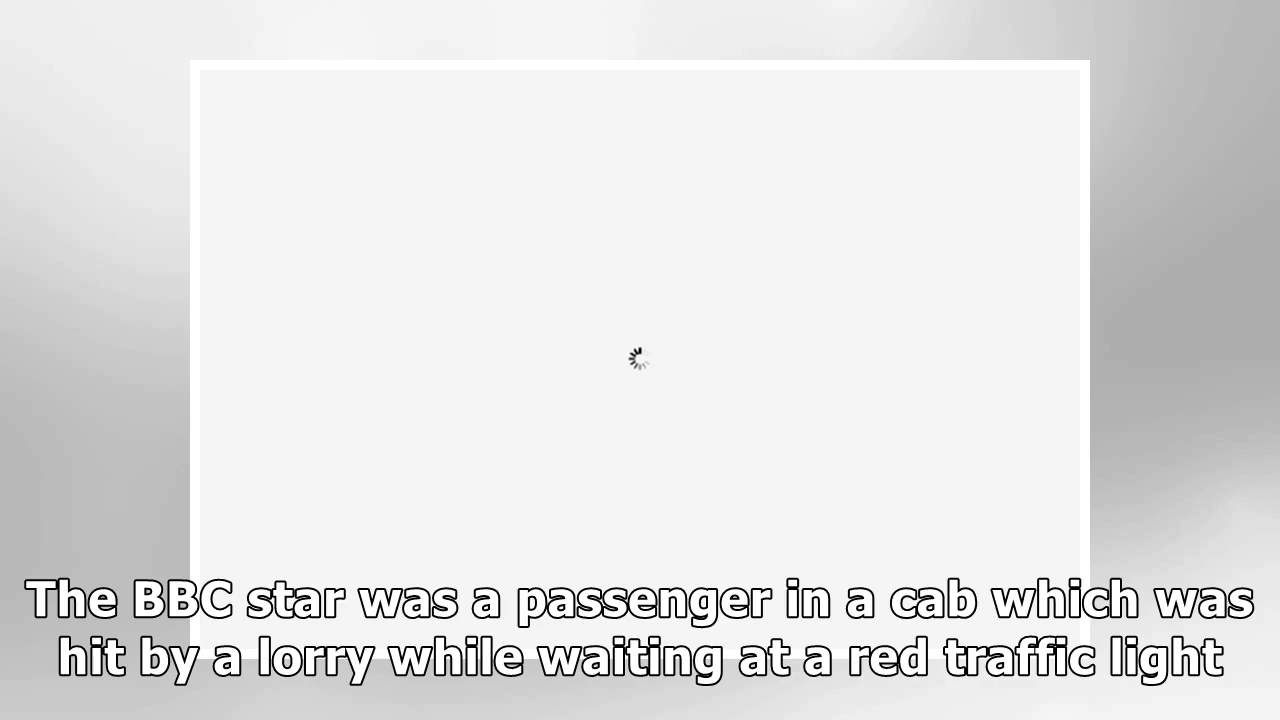 The BBC star was a passenger in a cab which was
hit by a lorry while waiting at a red traffic light